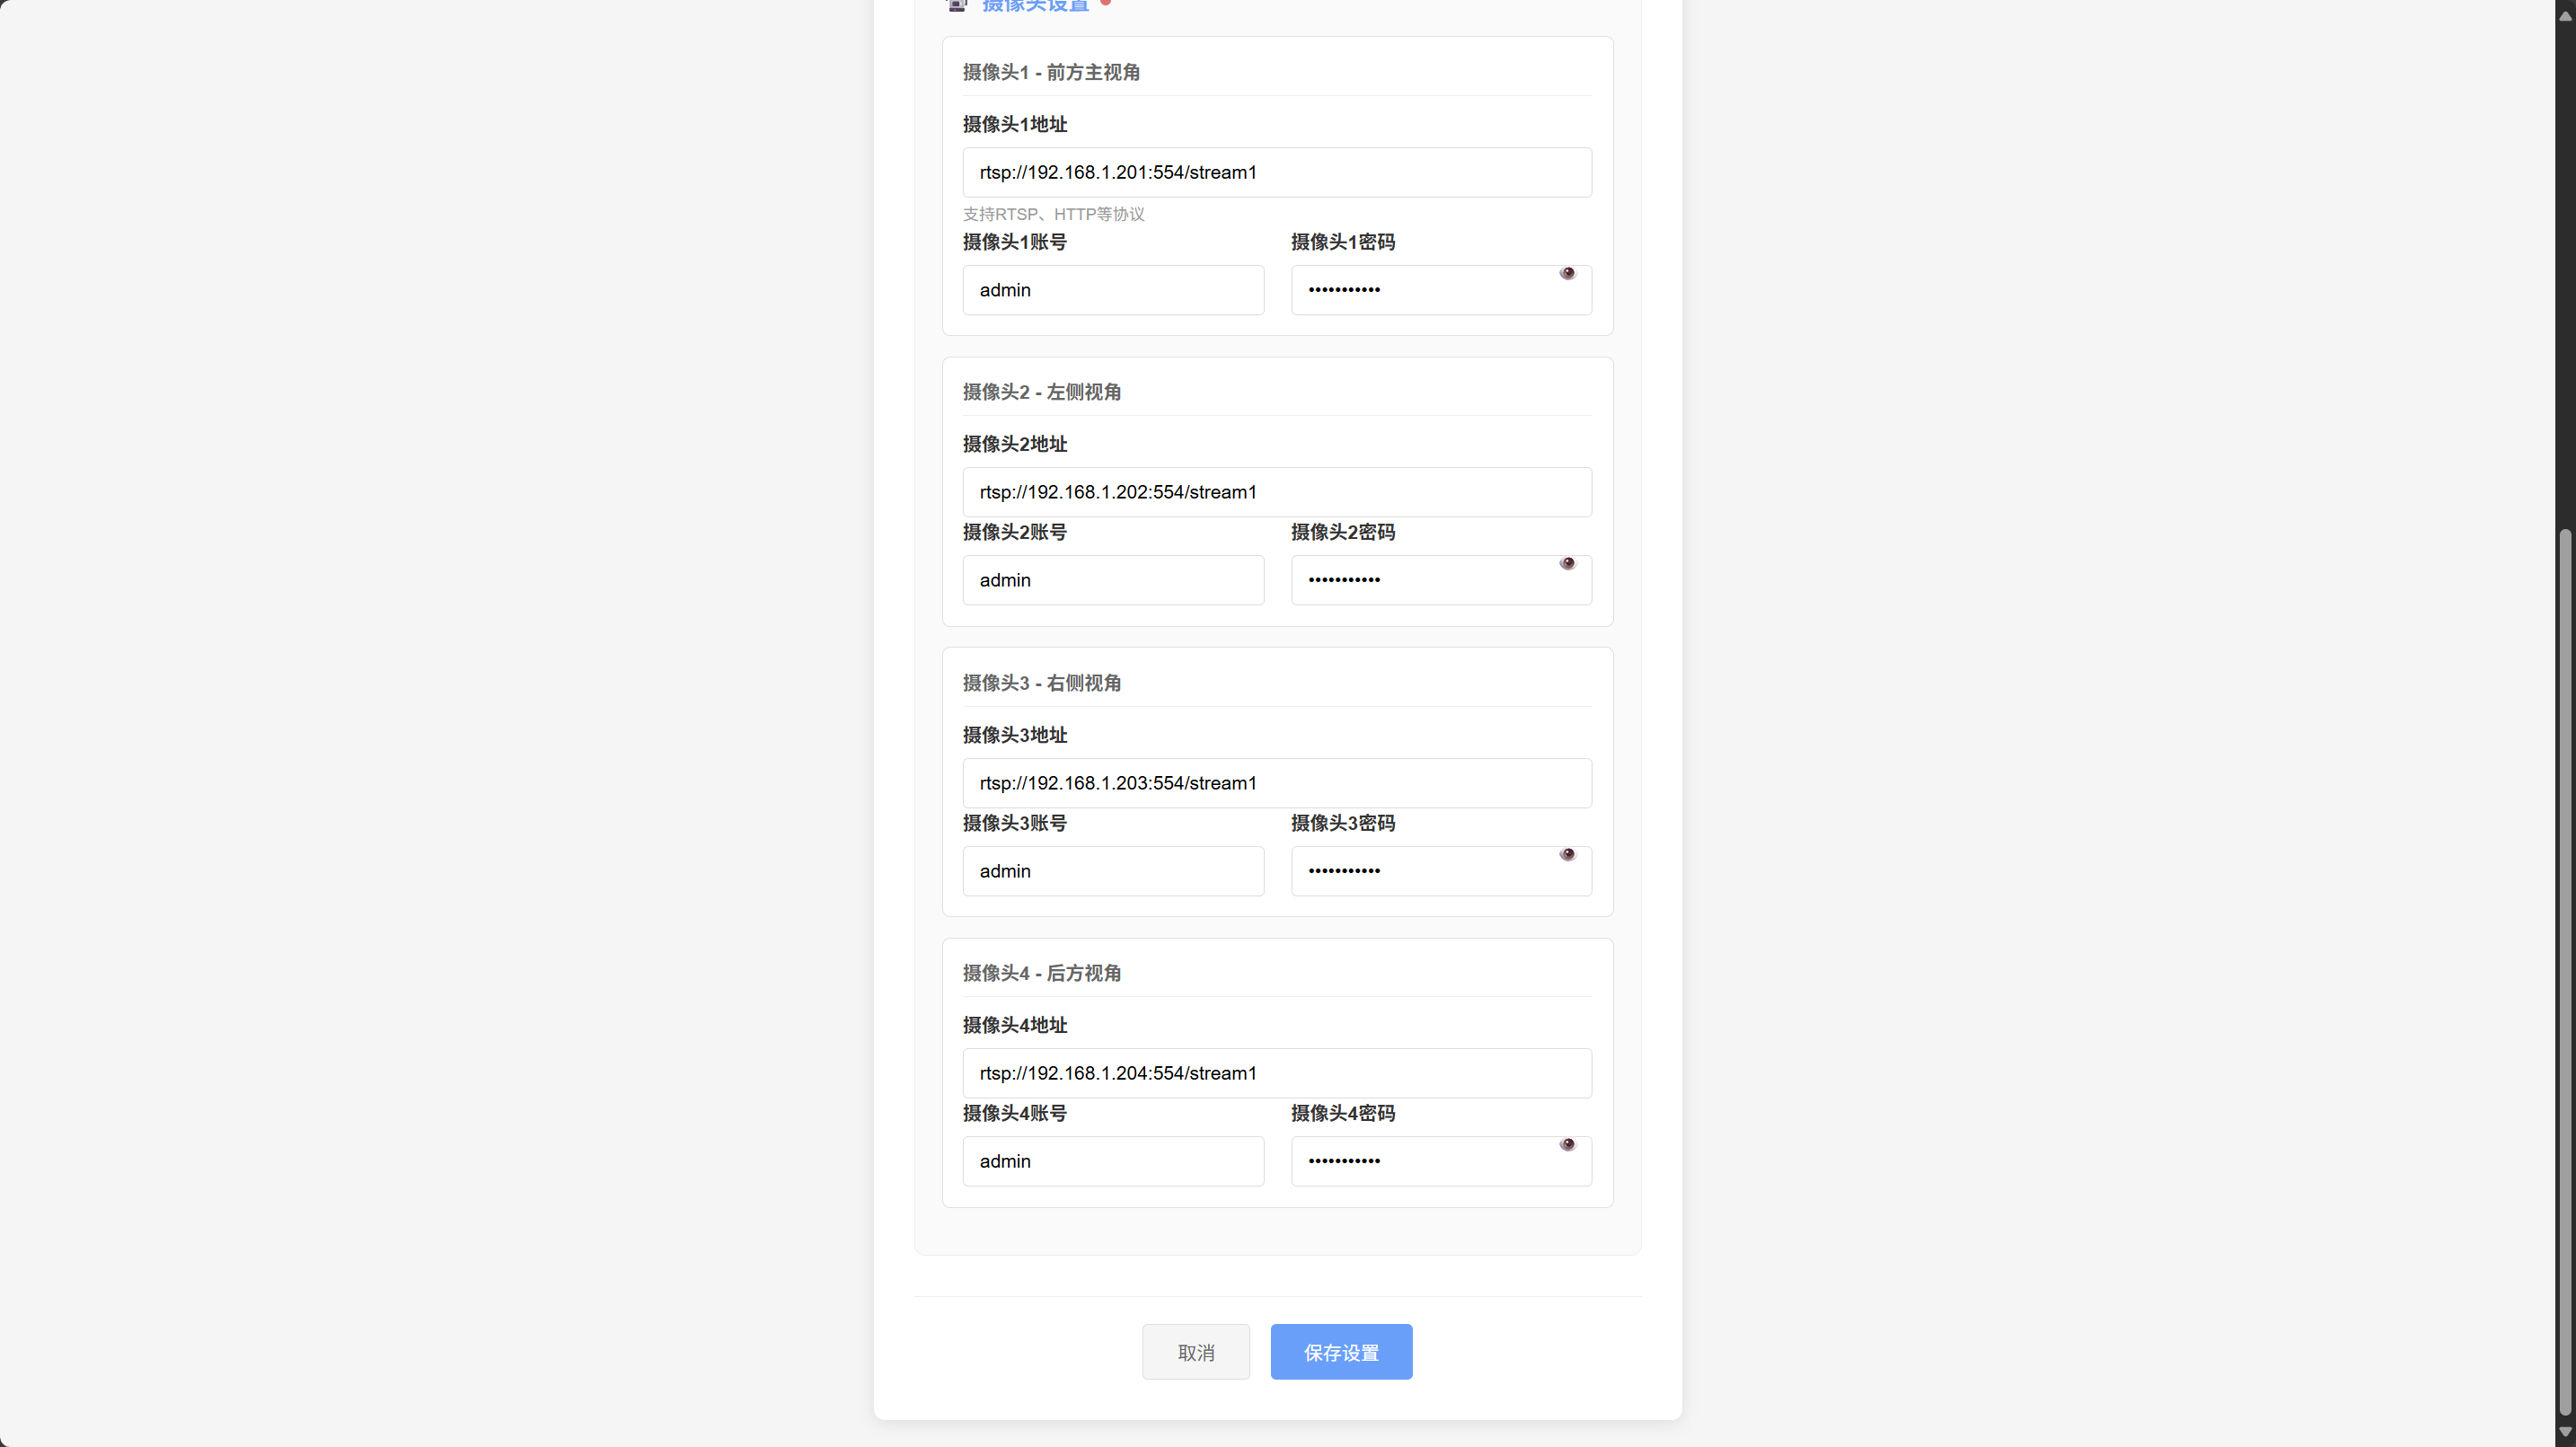 摄像头设置
摄像头1 - 前方主视角
摄像头1地址
rtsp://192.168.1.201:554/stream1
支持RTSP、HTTP等协议
摄像头1账号 摄像头1密码
admin •••••••••••
摄像头2 - 左侧视角
摄像头2地址
rtsp://192.168.1.202:554/stream1
摄像头2账号 摄像头2密码
admin •••••••••••
摄像头3 - 右侧视角
摄像头3地址
rtsp://192.168.1.203:554/stream1
摄像头3账号 摄像头3密码
admin •••••••••••
摄像头4 - 后方视角
摄像头4地址
rtsp://192.168.1.204:554/stream1
摄像头4账号 摄像头4密码
admin •••••••••••
取消 保存设置